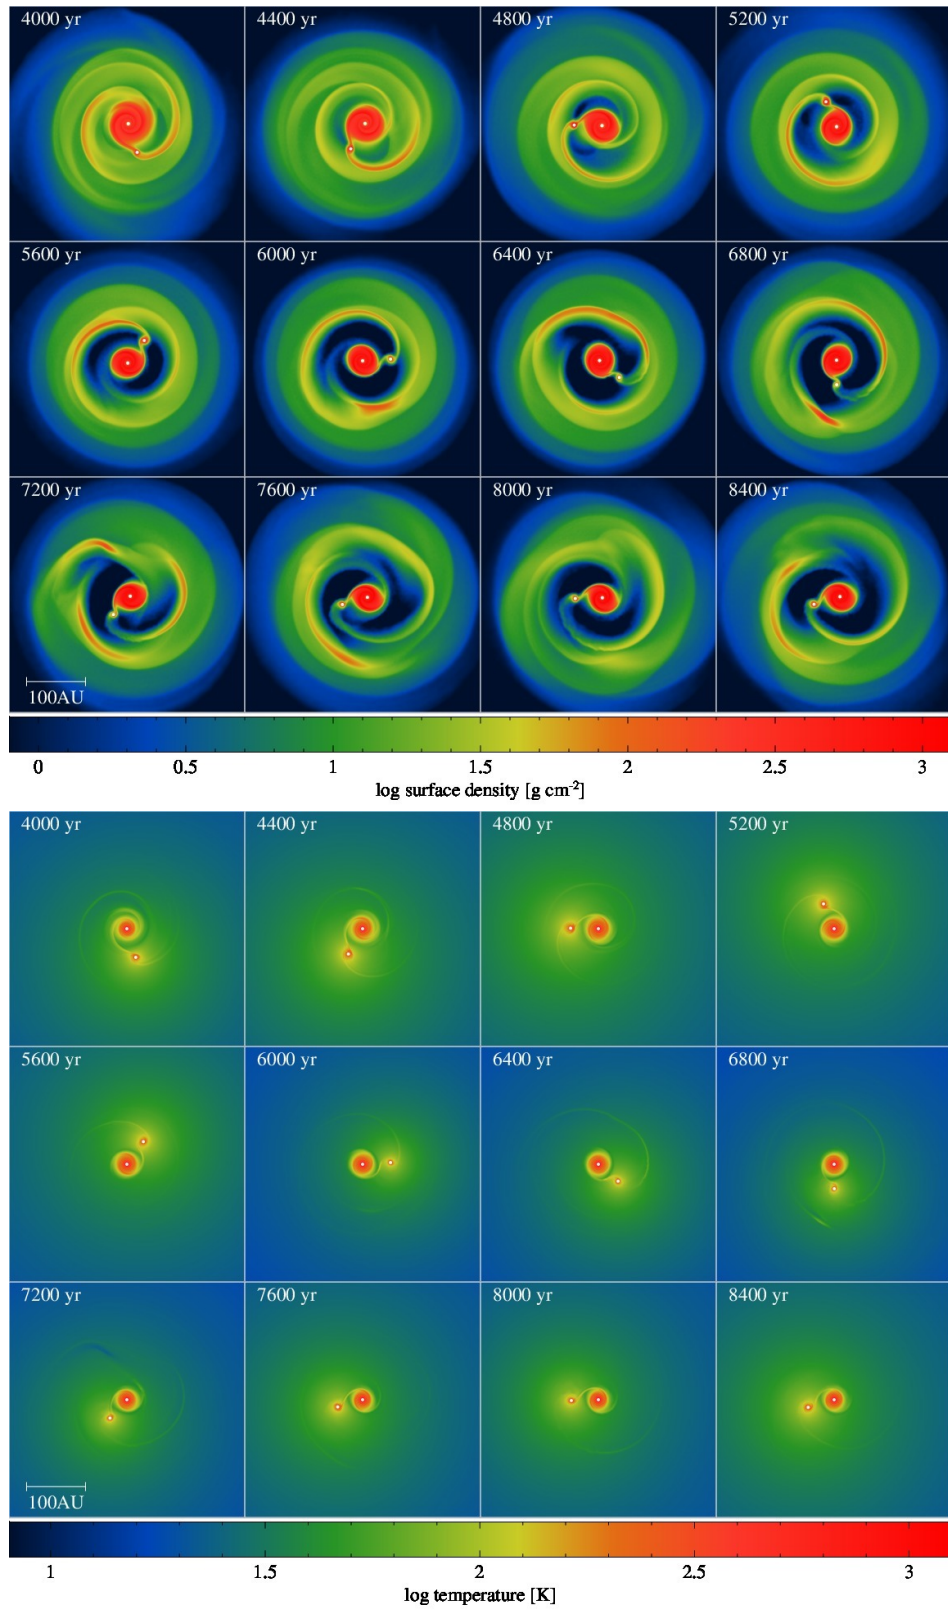 4000 yr 4400 yr 4800 yr 5200 yr
5600 yr 6000 yr 6400 yr 6800 yr
7200 yr 7600 yr 8000 yr 8400 yr
100AU
0 0.5 1 1.5 2 2.5 3
log surface density [g cm⁻²]
4000 yr 4400 yr 4800 yr 5200 yr
5600 yr 6000 yr 6400 yr 6800 yr
7200 yr 7600 yr 8000 yr 8400 yr
100AU
1 1.5 2 2.5 3
log temperature [K]